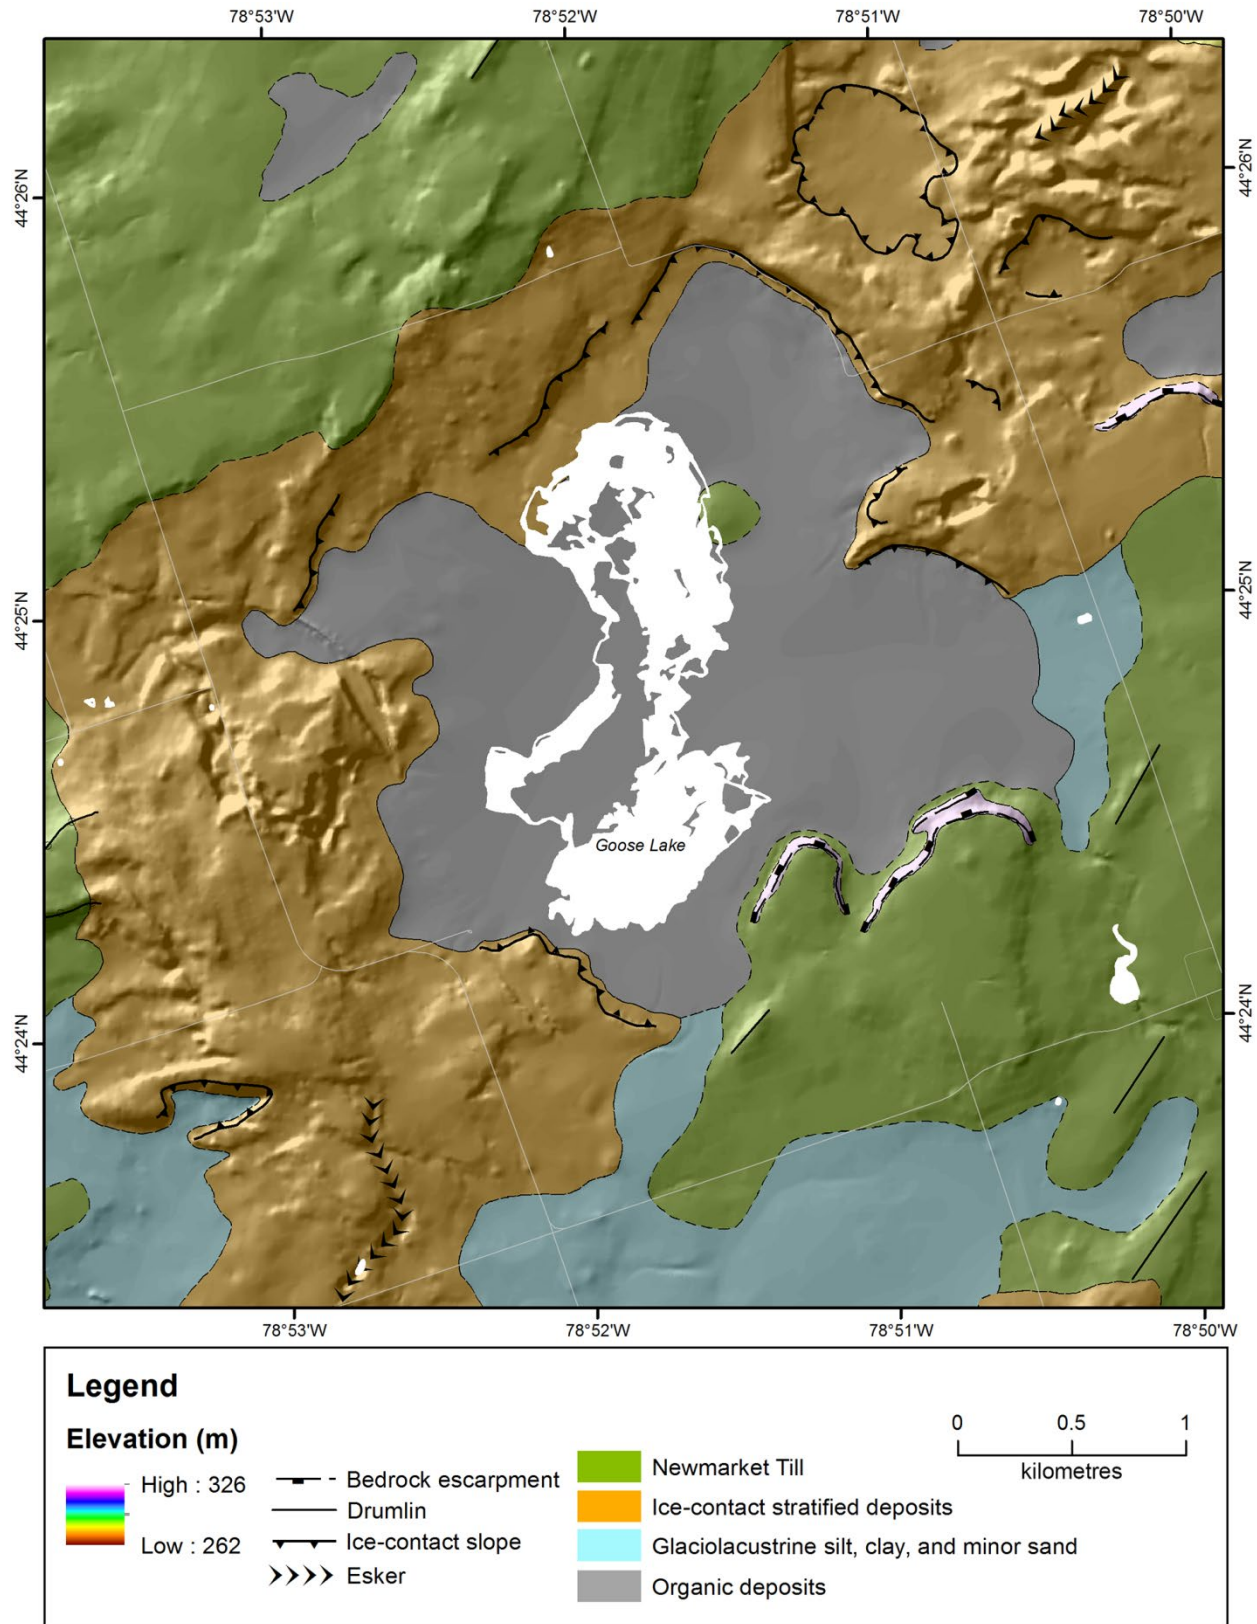 78°53'W 78°52'W 78°51'W 78°50'W
44°26'N 44°26'N
44°25'N 44°25'N
Goose Lake
44°24'N 44°24'N
78°53'W 78°52'W 78°51'W 78°50'W
Legend
Elevation (m)
High : 326
Low : 262
Bedrock escarpment
Drumlin
Ice-contact slope
Esker
Newmarket Till
Ice-contact stratified deposits
Glaciolacustrine silt, clay, and minor sand
Organic deposits
0 0.5 1
kilometres